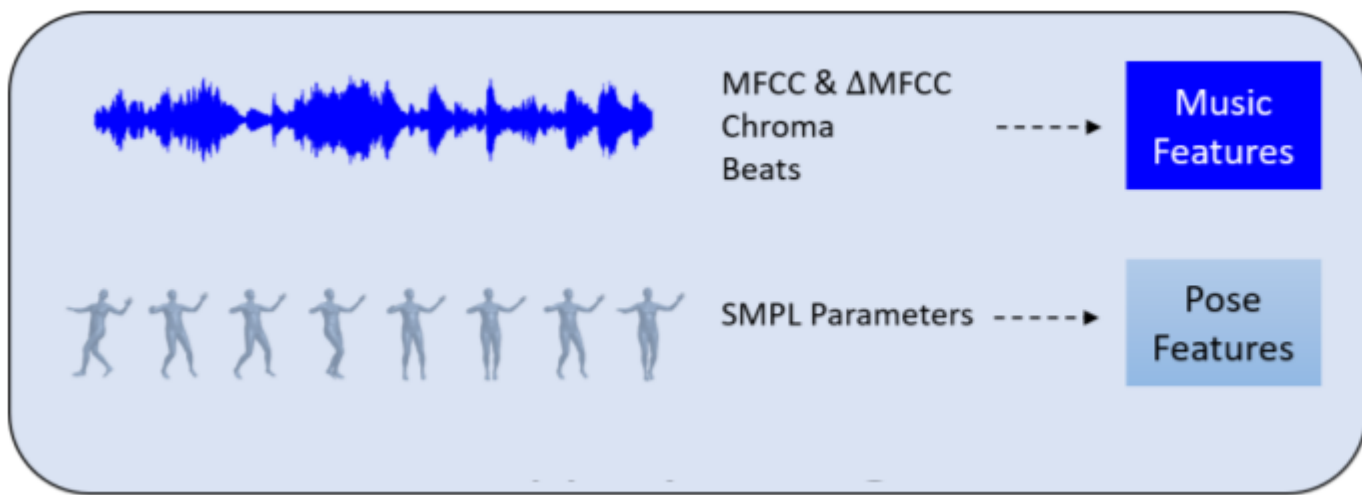 MFCC & ΔMFCC
Chroma
Beats
Music
Features
SMPL Parameters
Pose
Features